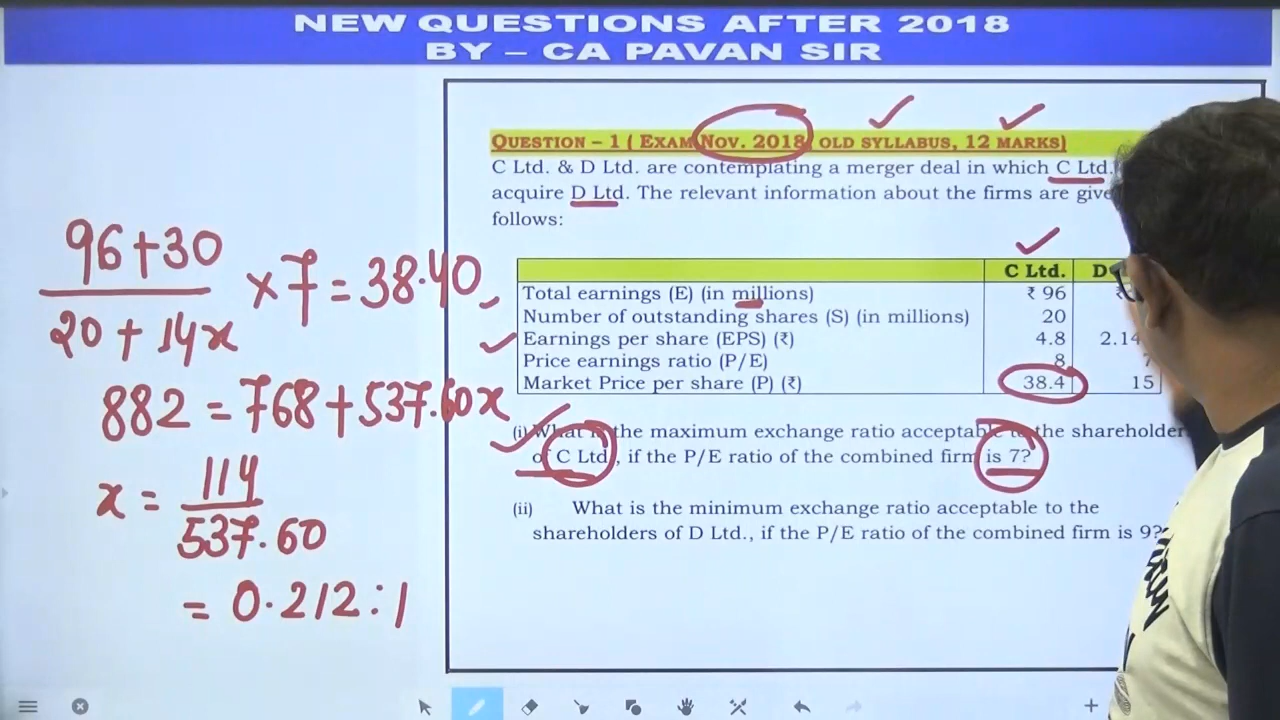 NEW QUESTIONS AFTER 2018
BY – CA PAVAN SIR
QUESTION – 1 ( EXAM Nov. 2018 OLD SYLLABUS, 12 MARKS)
C Ltd. & D Ltd. are contemplating a merger deal in which C Ltd.
acquire D Ltd. The relevant information about the firms are give
follows:
C Ltd. D
Total earnings (E) (in millions) ₹ 96 ₹
Number of outstanding shares (S) (in millions) 20
Earnings per share (EPS) (₹) 4.8 2.14
Price earnings ratio (P/E) 8 7
Market Price per share (P) (₹) 38.4 15
(i) What is the maximum exchange ratio acceptable to the shareholder
of C Ltd., if the P/E ratio of the combined firm is 7?
(ii) What is the minimum exchange ratio acceptable to the
shareholders of D Ltd., if the P/E ratio of the combined firm is 9?
96+30
20 + 14x
× 7 = 38.40
882 = 768 + 537.60x
x = 114
537.60
= 0.212 : 1